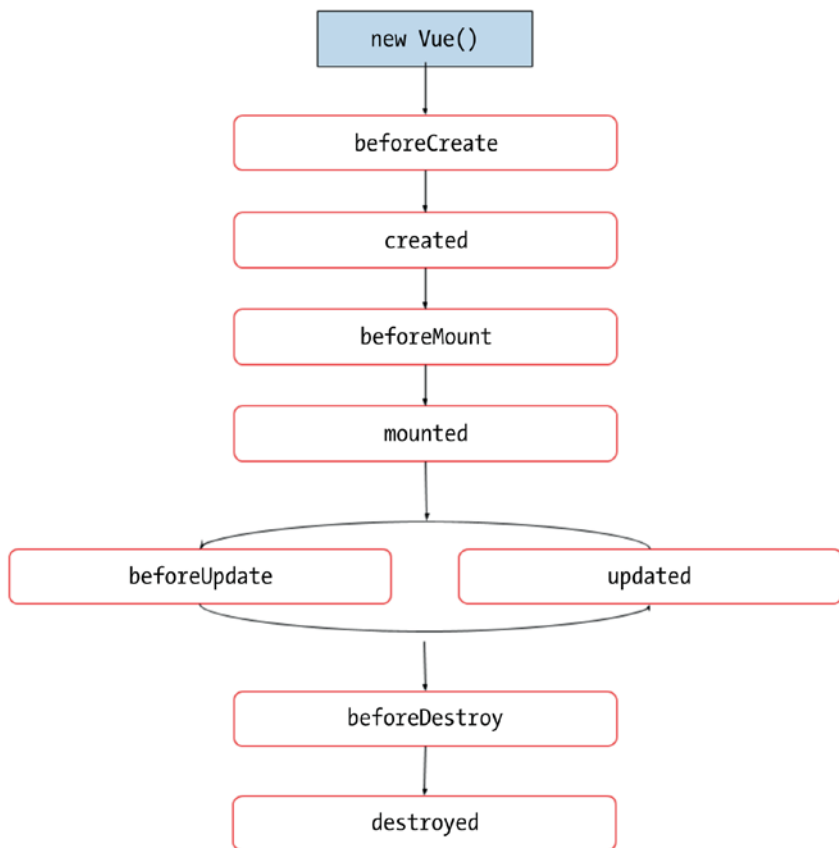 new Vue()
beforeCreate
created
beforeMount
mounted
beforeUpdate
updated
beforeDestroy
destroyed